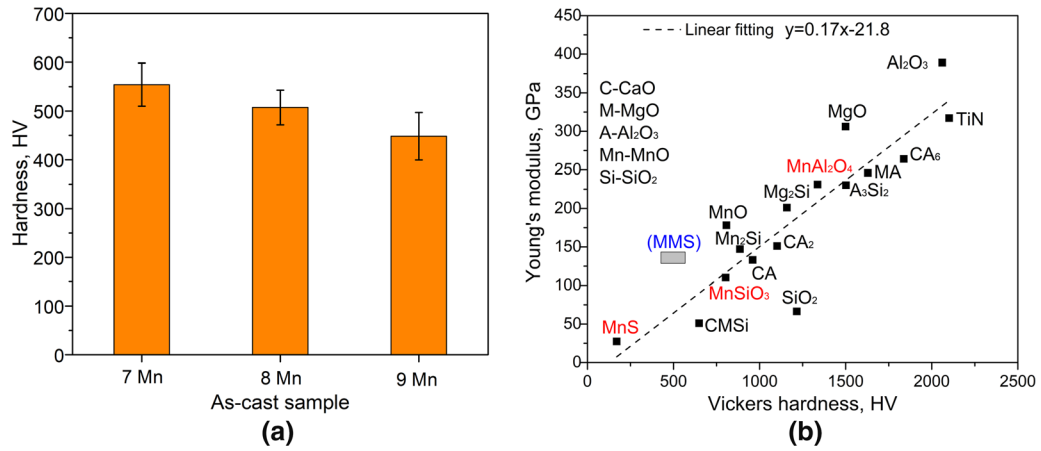 700
600
500
400
300
200
100
0
Hardness, HV
7 Mn
8 Mn
9 Mn
As-cast sample
(a)
450
400
350
300
250
200
150
100
50
0
Young's modulus, GPa
Linear fitting y=0.17x-21.8
C-CaO
M-MgO
A-Al₂O₃
Mn-MnO
Si-SiO₂
Al₂O₃
MgO
TiN
CA₆
MnAl₂O₄
MA
A₃Si₂
Mg₂Si
MnO
(MMS)
Mn₂Si
CA₂
CA
MnSiO₃
SiO₂
MnS
CMSi
0
500
1000
1500
2000
2500
Vickers hardness, HV
(b)